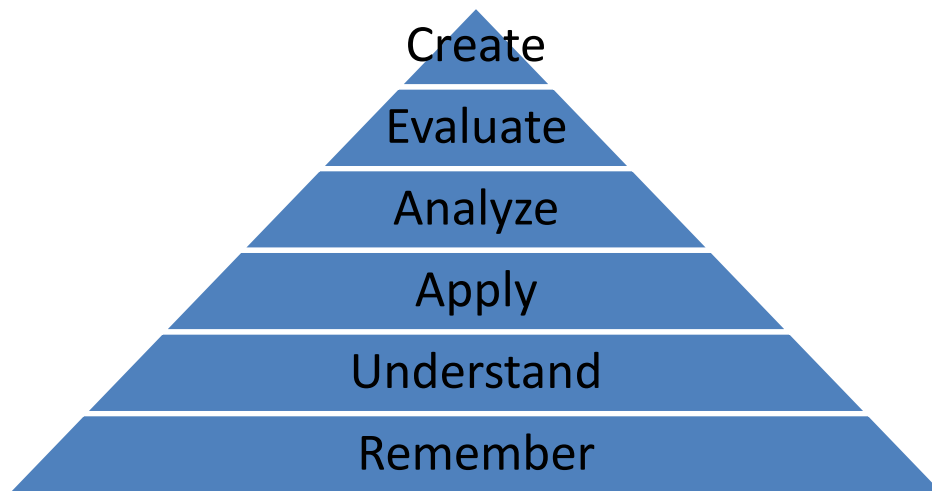 Create
Evaluate
Analyze
Apply
Understand
Remember